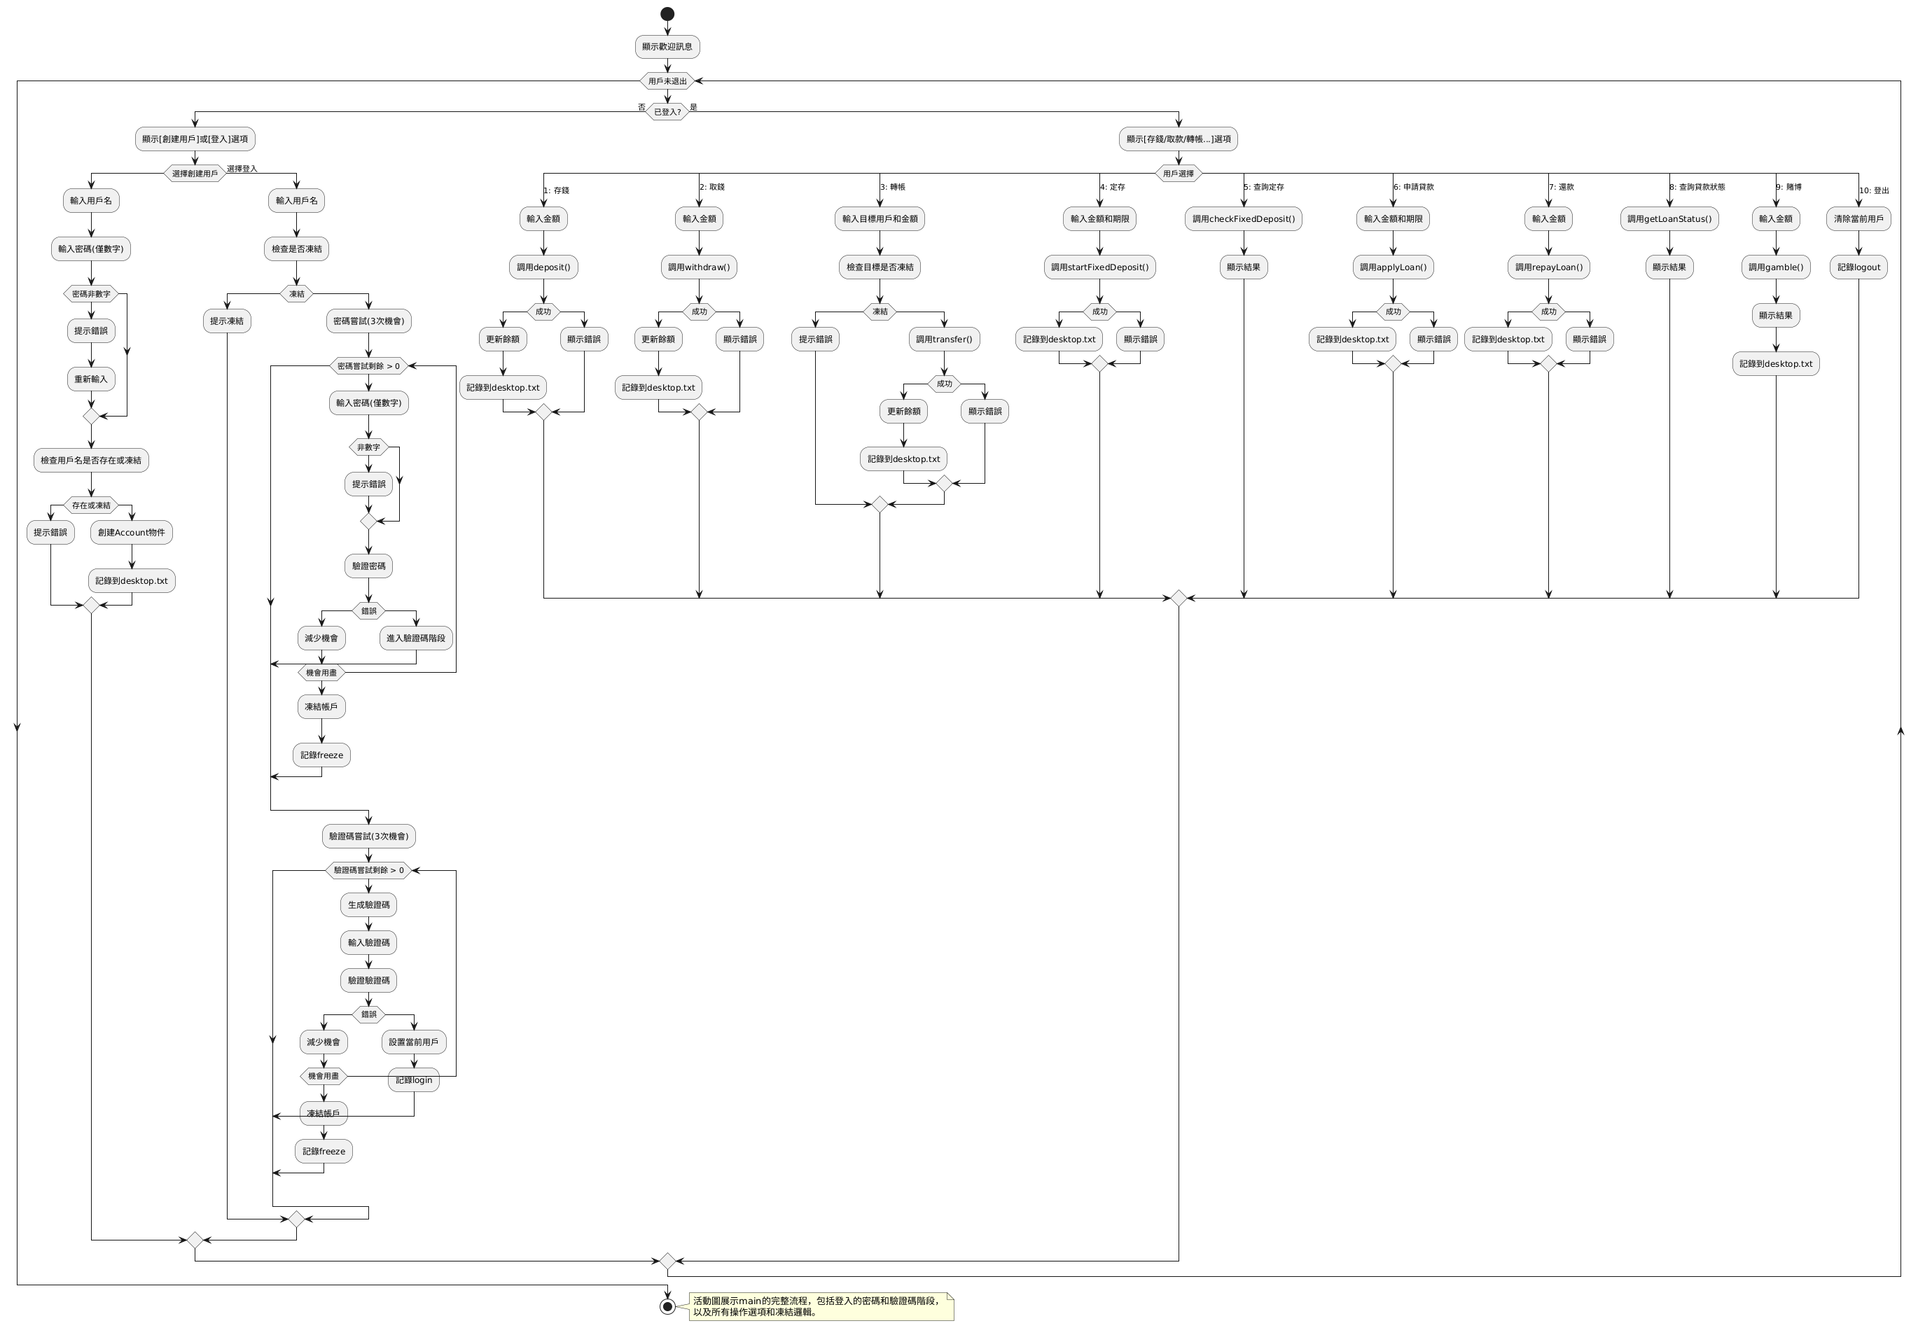 顯示歡迎訊息
用戶未退出
已登入?
否
是
顯示[創建用戶]或[登入]選項
選擇創建用戶
選擇登入
輸入用戶名
輸入密碼(僅數字)
密碼非數字
提示錯誤
重新輸入
檢查用戶名是否存在或凍結
存在或凍結
提示錯誤
創建Account物件
記錄到desktop.txt
輸入用戶名
檢查是否凍結
凍結
提示凍結
密碼嘗試(3次機會)
密碼嘗試剩餘 > 0
輸入密碼(僅數字)
非數字
提示錯誤
驗證密碼
錯誤
減少機會
進入驗證碼階段
機會用盡
凍結帳戶
記錄freeze
驗證碼嘗試(3次機會)
驗證碼嘗試剩餘 > 0
生成驗證碼
輸入驗證碼
驗證驗證碼
錯誤
減少機會
設置當前用戶
機會用盡
記錄login
凍結帳戶
記錄freeze
顯示[存錢/取款/轉帳...]選項
用戶選擇
1: 存錢
輸入金額
調用deposit()
成功
更新餘額
顯示錯誤
記錄到desktop.txt
2: 取錢
輸入金額
調用withdraw()
成功
更新餘額
顯示錯誤
記錄到desktop.txt
3: 轉帳
輸入目標用戶和金額
檢查目標是否凍結
凍結
提示錯誤
調用transfer()
成功
更新餘額
顯示錯誤
記錄到desktop.txt
4: 定存
輸入金額和期限
調用startFixedDeposit()
成功
記錄到desktop.txt
顯示錯誤
5: 查詢定存
調用checkFixedDeposit()
顯示結果
6: 申請貸款
輸入金額和期限
調用applyLoan()
成功
記錄到desktop.txt
顯示錯誤
7: 還款
輸入金額
調用repayLoan()
成功
記錄到desktop.txt
顯示錯誤
8: 查詢貸款狀態
調用getLoanStatus()
顯示結果
9: 賭博
輸入金額
調用gamble()
顯示結果
記錄到desktop.txt
10: 登出
清除當前用戶
記錄logout
活動圖展示main的完整流程，包括登入的密碼和驗證碼階段，
以及所有操作選項和凍結邏輯。